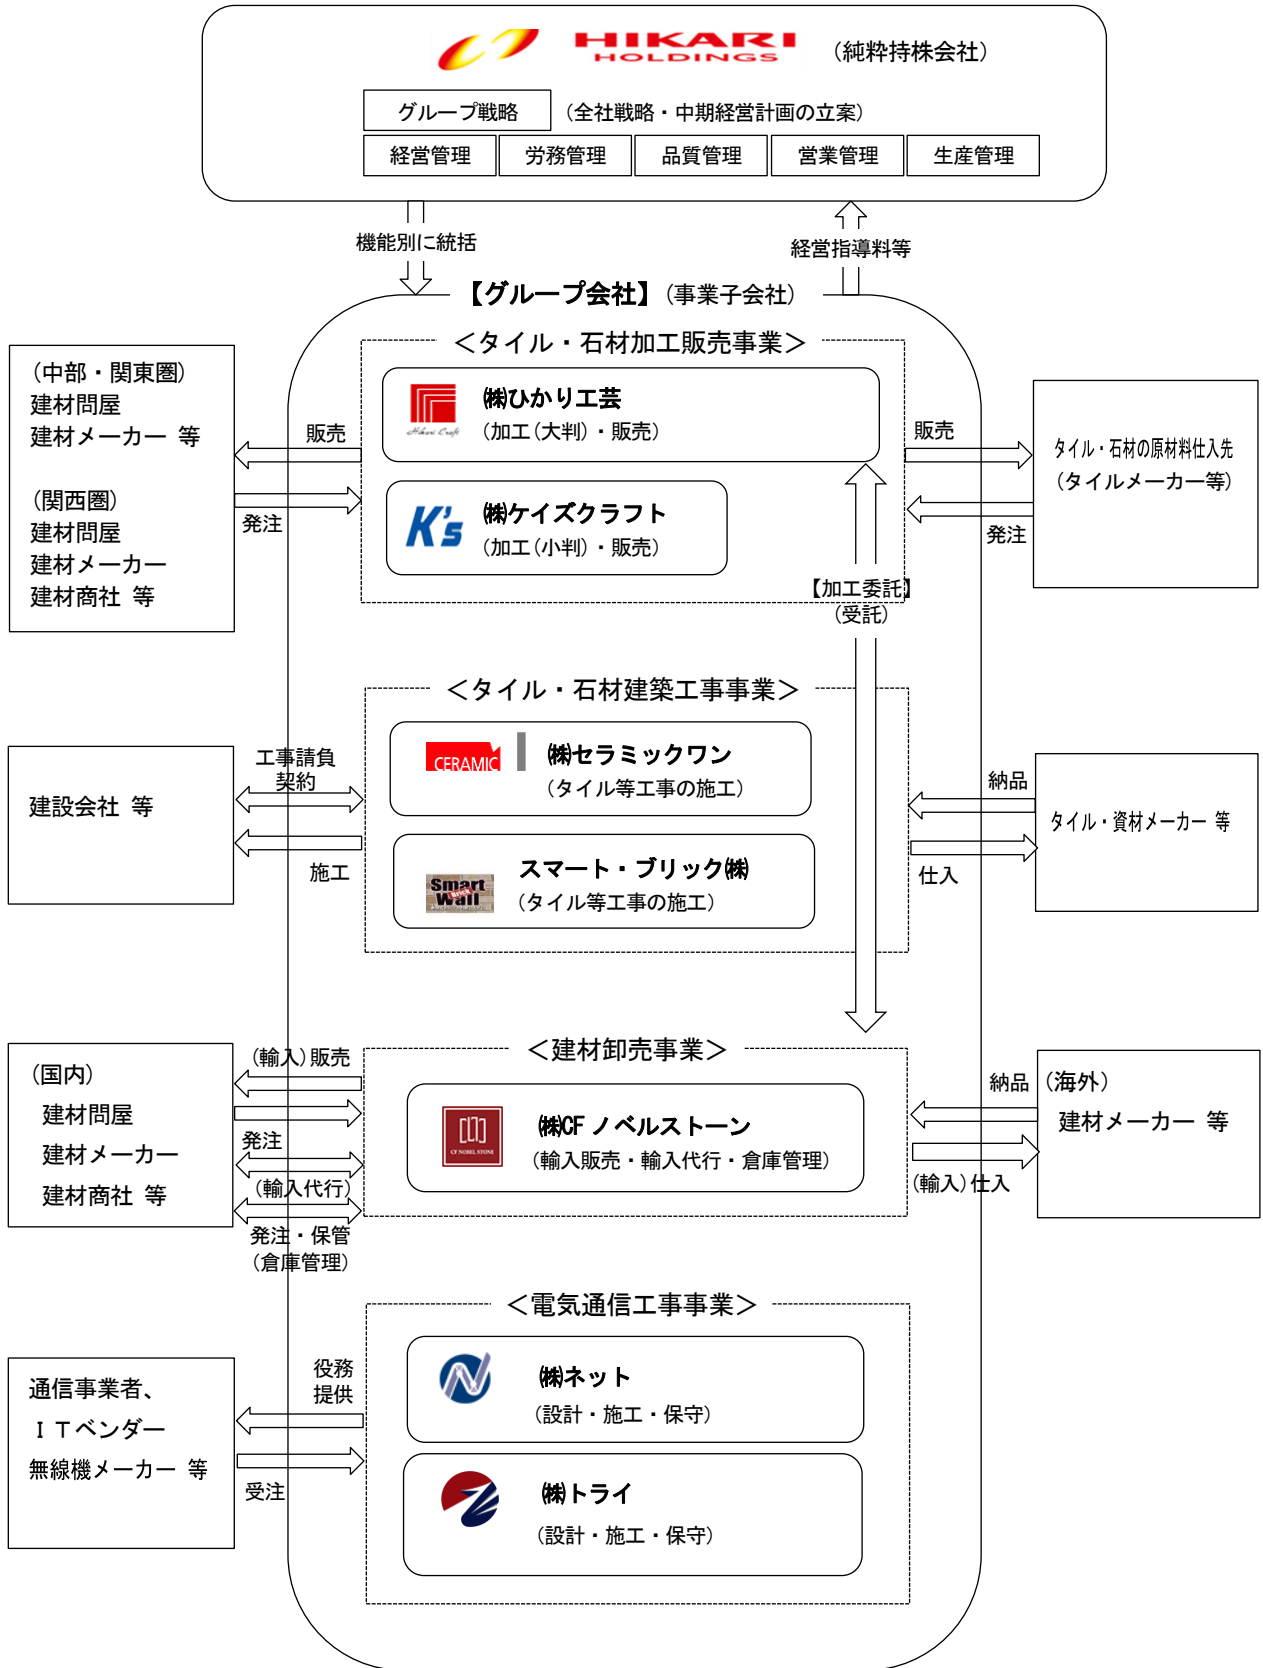 HIKARI
HOLDINGS
(純粋持株会社)
グループ戦略
(全社戦略・中期経営計画の立案)
経営管理
労務管理
品質管理
営業管理
生産管理
機能別に統括
経営指導料等
【グループ会社】(事業子会社)
<タイル・石材加工販売事業>
(中部・関東圏)
建材問屋
建材メーカー 等
(関西圏)
建材問屋
建材メーカー
建材商社 等
販売
発注
Hikari Craft
㈱ひかり工芸
(加工(大判)・販売)
K's
㈱ケイズクラフト
(加工(小判)・販売)
販売
発注
タイル・石材の原材料仕入先
(タイルメーカー等)
【加工委託】
(受託)
<タイル・石材建築工事事業>
建設会社 等
工事請負
契約
施工
CERAMIC
㈱セラミックワン
(タイル等工事の施工)
Smart
Brick
Wall
スマート・ブリック㈱
(タイル等工事の施工)
納品
仕入
タイル・資材メーカー 等
<建材卸売事業>
(国内)
建材問屋
建材メーカー
建材商社 等
(輸入)販売
発注
(輸入代行)
発注・保管
(倉庫管理)
CF NOBEL STONE
㈱CF ノベルストーン
(輸入販売・輸入代行・倉庫管理)
納品
(輸入)仕入
(海外)
建材メーカー 等
<電気通信工事事業>
通信事業者、
ITベンダー
無線機メーカー 等
役務
提供
受注
㈱ネット
(設計・施工・保守)
㈱トライ
(設計・施工・保守)